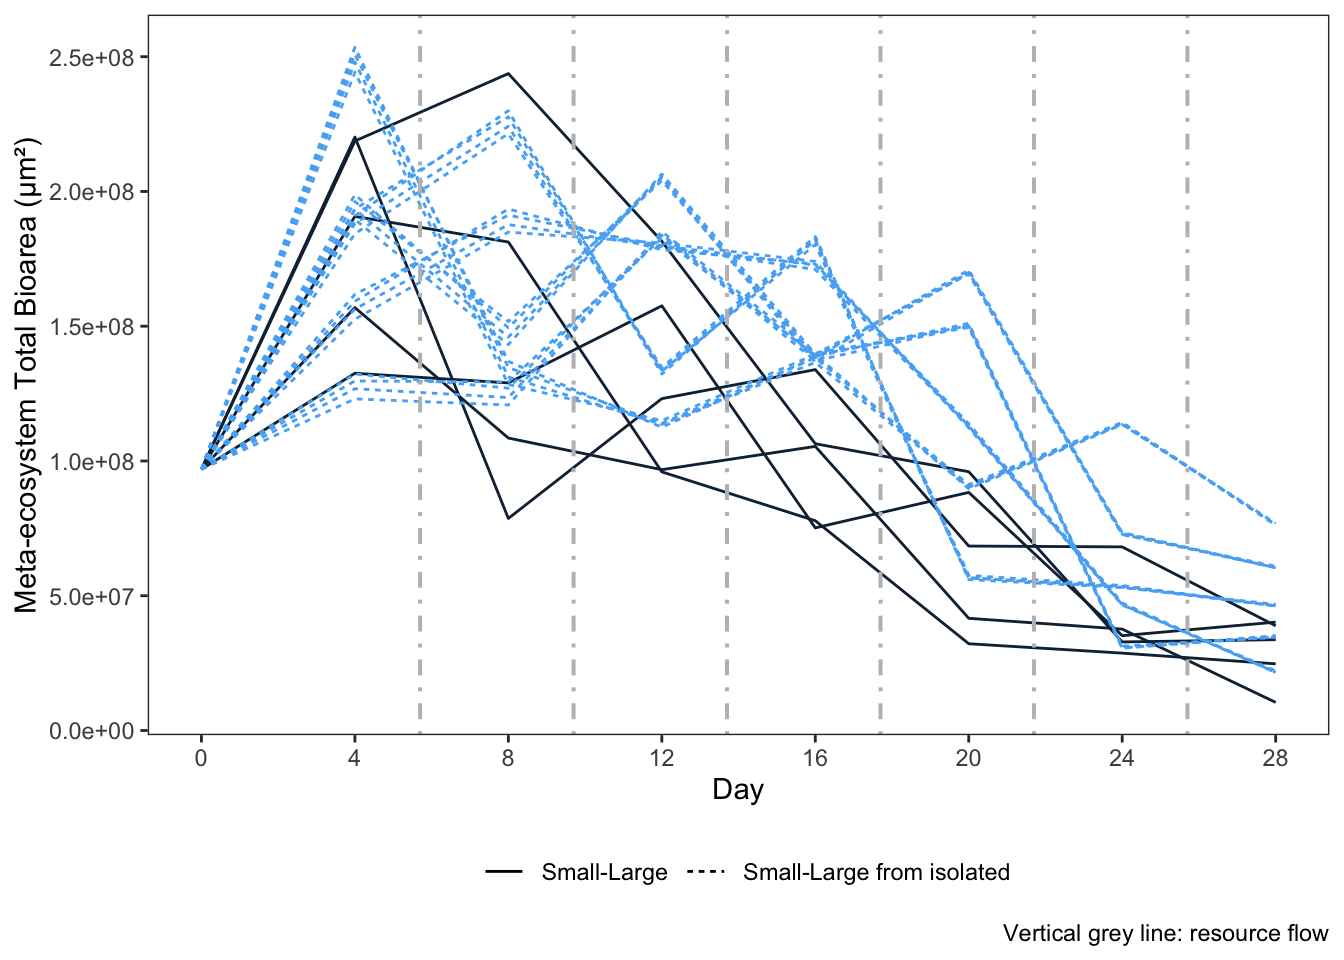 Meta-ecosystem Total Bioarea (µm²)
2.5e+08
2.0e+08
1.5e+08
1.0e+08
5.0e+07
0.0e+00
0 4 8 12 16 20 24 28
Day
Small-Large Small-Large from isolated
Vertical grey line: resource flow